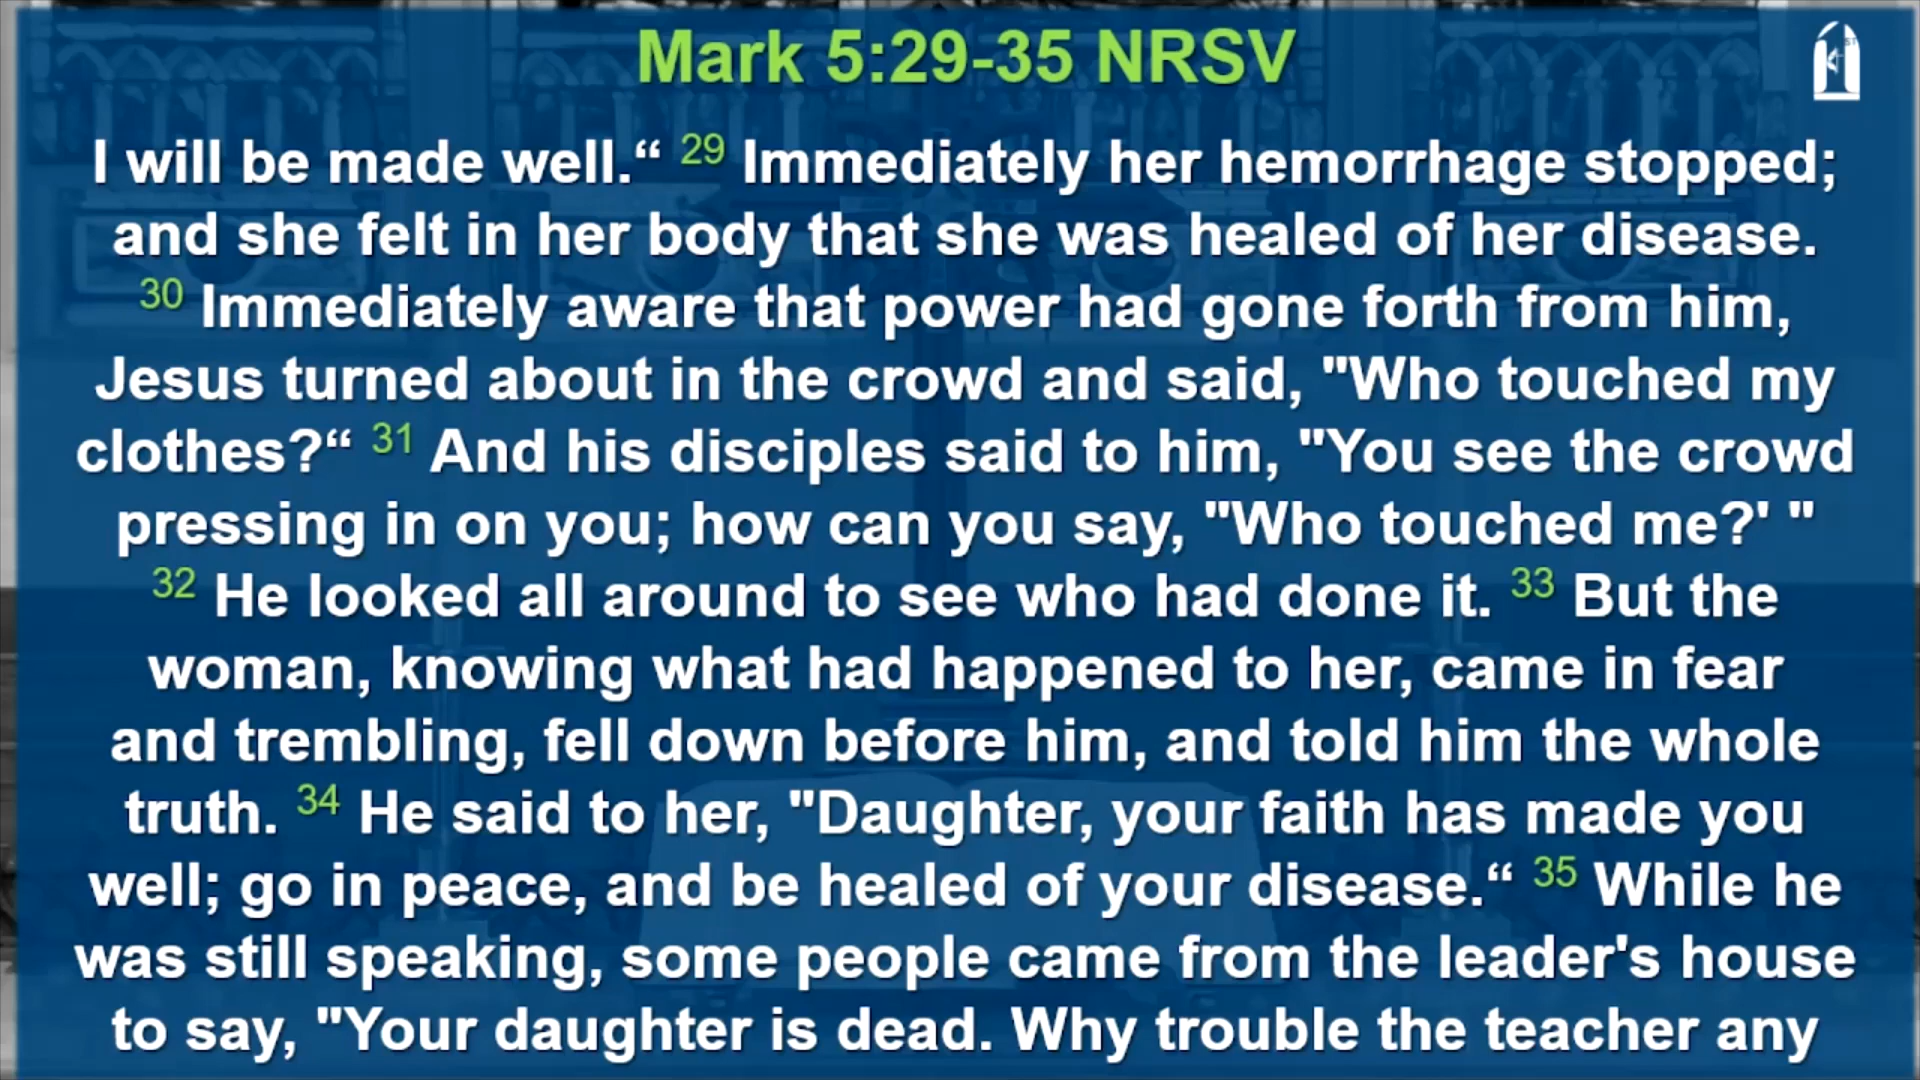 Mark 5:29-35 NRSV
I will be made well.“ 29 Immediately her hemorrhage stopped;
and she felt in her body that she was healed of her disease.
30 Immediately aware that power had gone forth from him,
Jesus turned about in the crowd and said, "Who touched my
clothes?“ 31 And his disciples said to him, "You see the crowd
pressing in on you; how can you say, "Who touched me?' "
32 He looked all around to see who had done it. 33 But the
woman, knowing what had happened to her, came in fear
and trembling, fell down before him, and told him the whole
truth. 34 He said to her, "Daughter, your faith has made you
well; go in peace, and be healed of your disease.“ 35 While he
was still speaking, some people came from the leader's house
to say, "Your daughter is dead. Why trouble the teacher any